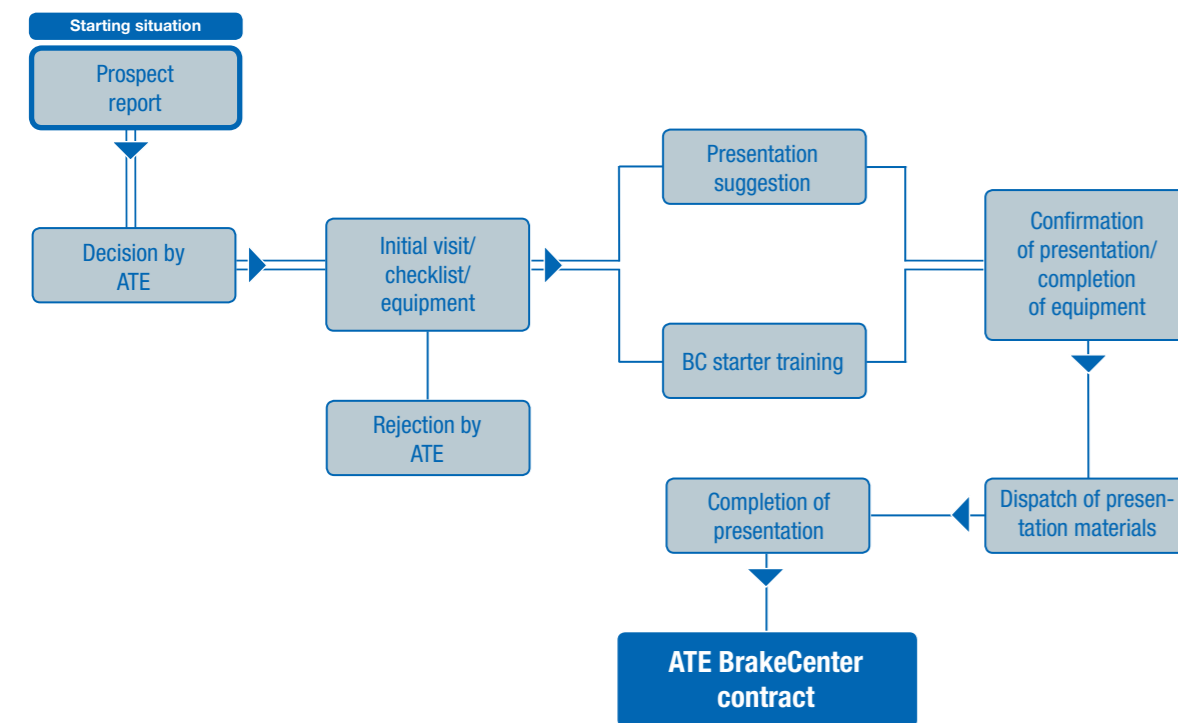 Starting situation
Prospect
report
Decision by
ATE
Initial visit/
checklist/
equipment
Rejection by
ATE
Presentation
suggestion
BC starter training
Confirmation
of presentation/
completion
of equipment
Dispatch of presen-
tation materials
Completion of
presentation
ATE BrakeCenter
contract